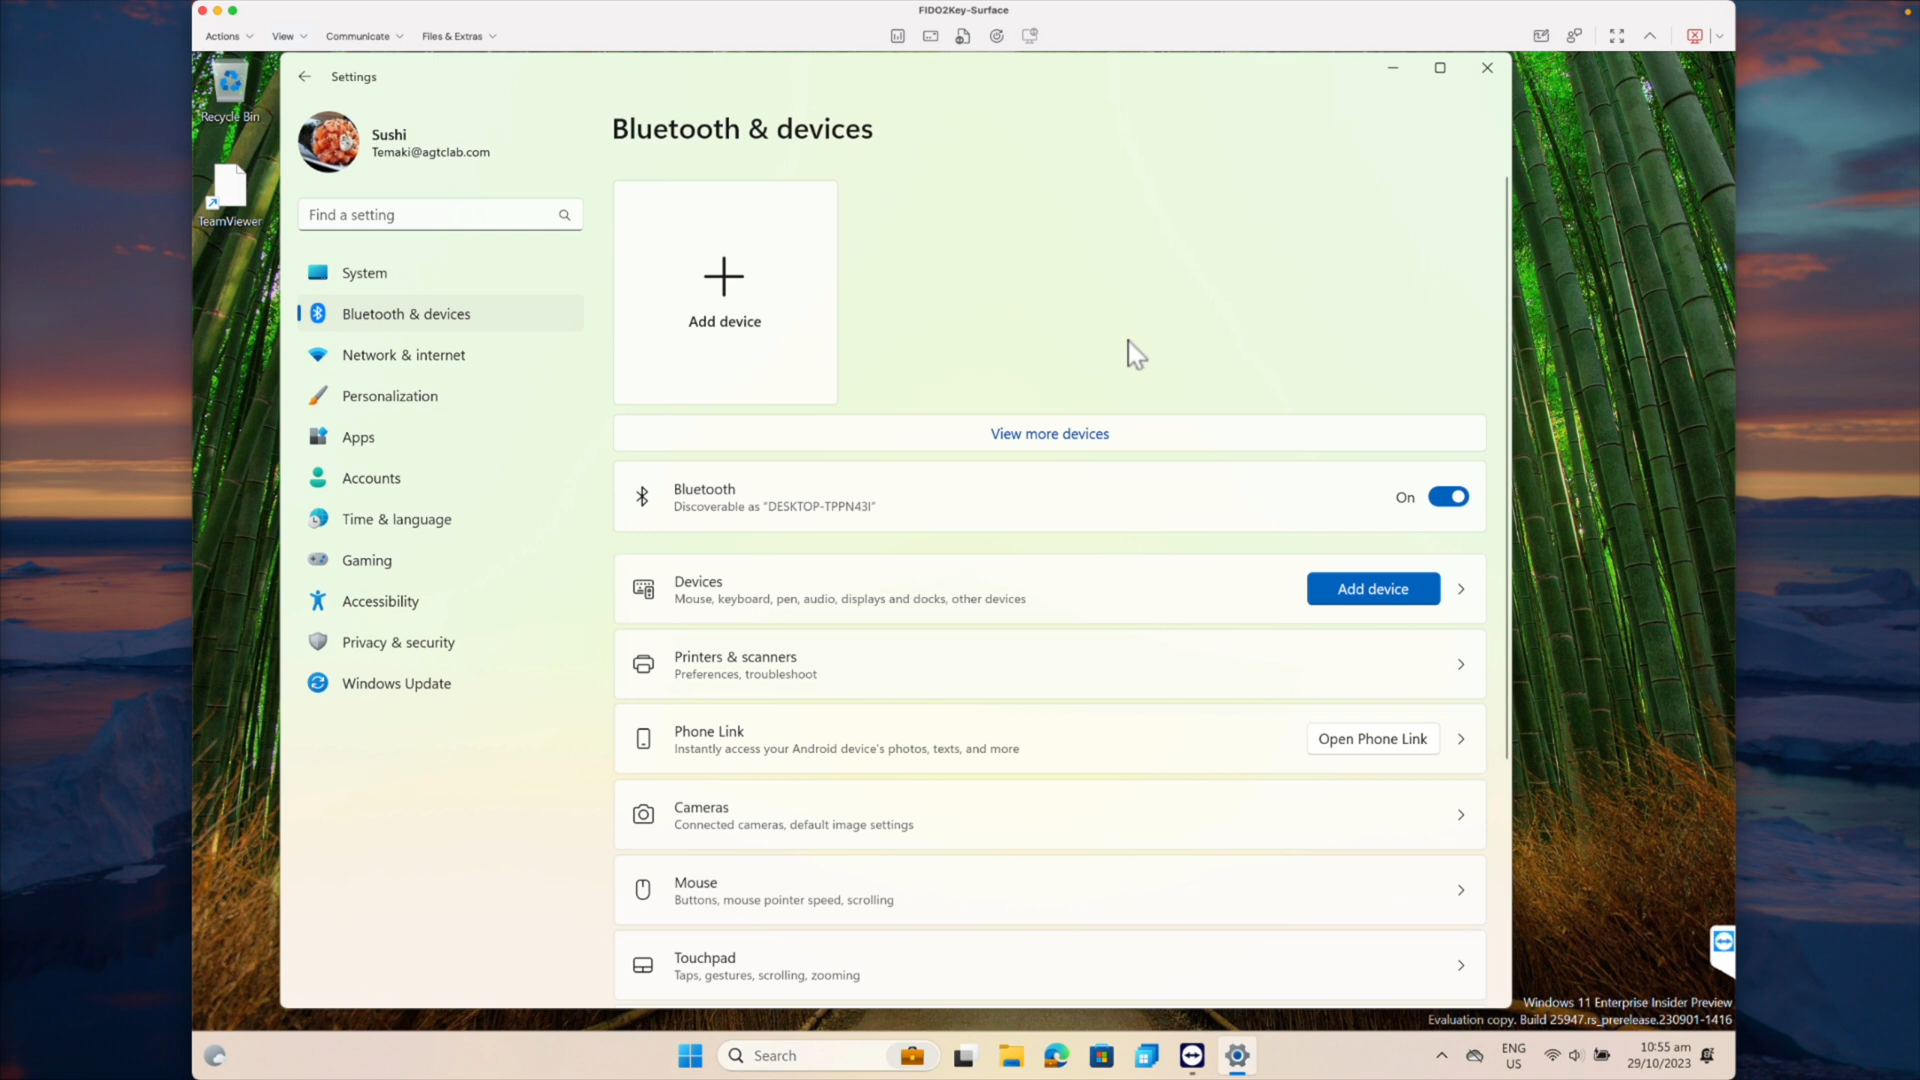 FIDO2Key-Surface
Actions
View
Communicate
Files & Extras
Recycle Bin
TeamViewer
Settings
Sushi
Temaki@agtclab.com
Find a setting
System
Bluetooth & devices
Network & internet
Personalization
Apps
Accounts
Time & language
Gaming
Accessibility
Privacy & security
Windows Update
Bluetooth & devices
Add device
View more devices
Bluetooth
Discoverable as "DESKTOP-TPPN43I"
On
Devices
Mouse, keyboard, pen, audio, displays and docks, other devices
Add device
Printers & scanners
Preferences, troubleshoot
Phone Link
Instantly access your Android device's photos, texts, and more
Open Phone Link
Cameras
Connected cameras, default image settings
Mouse
Buttons, mouse pointer speed, scrolling
Touchpad
Taps, gestures, scrolling, zooming
Windows 11 Enterprise Insider Preview
Evaluation copy. Build 25947.rs_prerelease.230901-1416
Search
ENG
US
10:55 am
29/10/2023